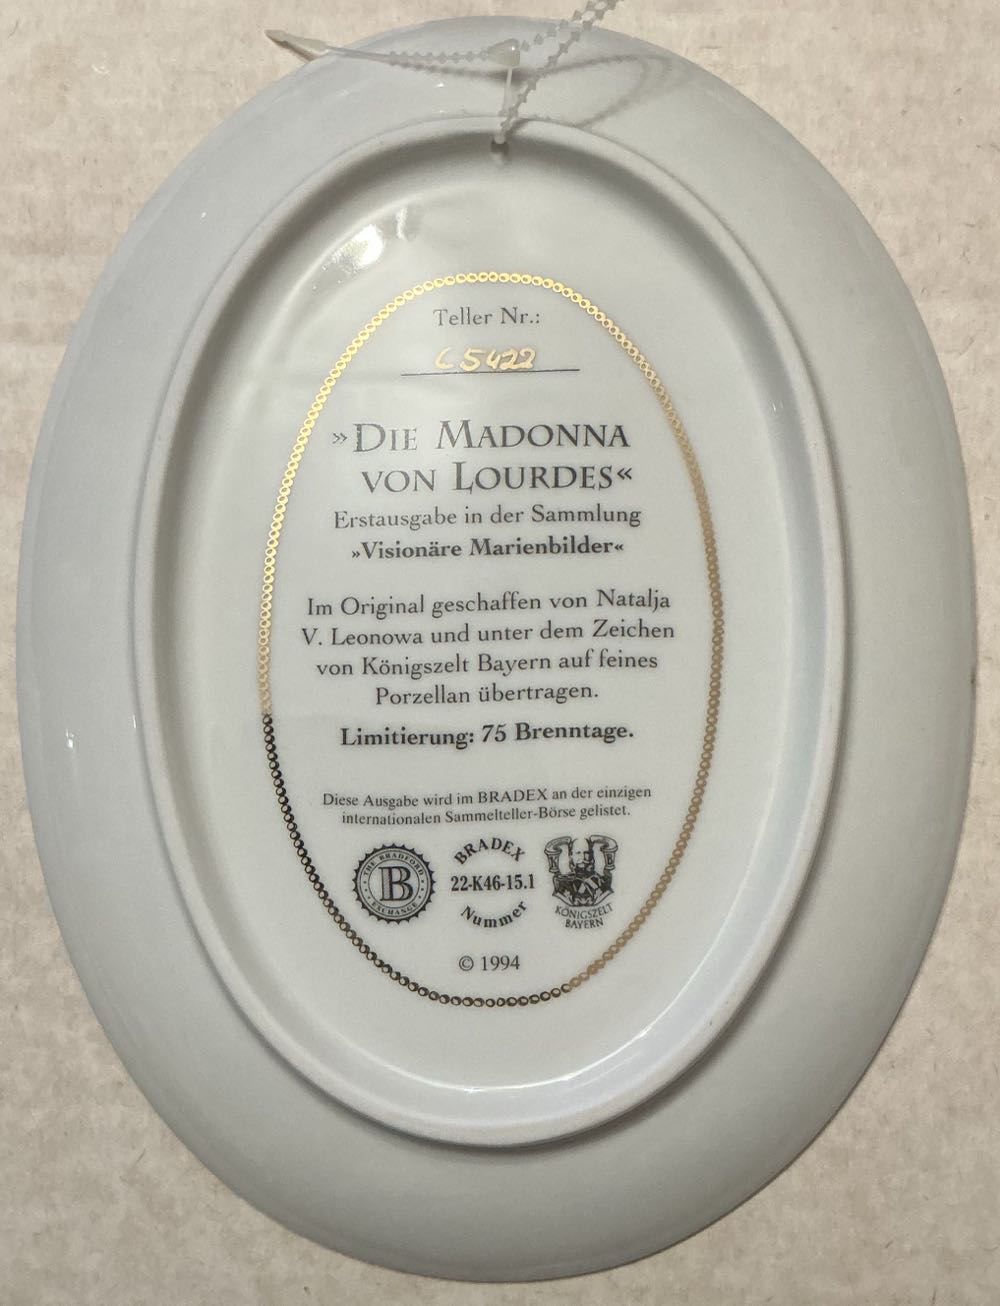 Teller Nr.:
C 5422
»DIE MADONNA
VON LOURDES«
Erstausgabe in der Sammlung
»Visionäre Marienbilder«
Im Original geschaffen von Natalja
V. Leonowa und unter dem Zeichen
von Königszelt Bayern auf feines
Porzellan übertragen.
Limitierung: 75 Brenntage.
Diese Ausgabe wird im BRADEX an der einzigen
internationalen Sammelteller-Börse gelistet.
THE BRADFORD
B
EXCHANGE
BRADEX
22-K46-15.1
Nummer
KÖNIGSZELT
BAYERN
© 1994